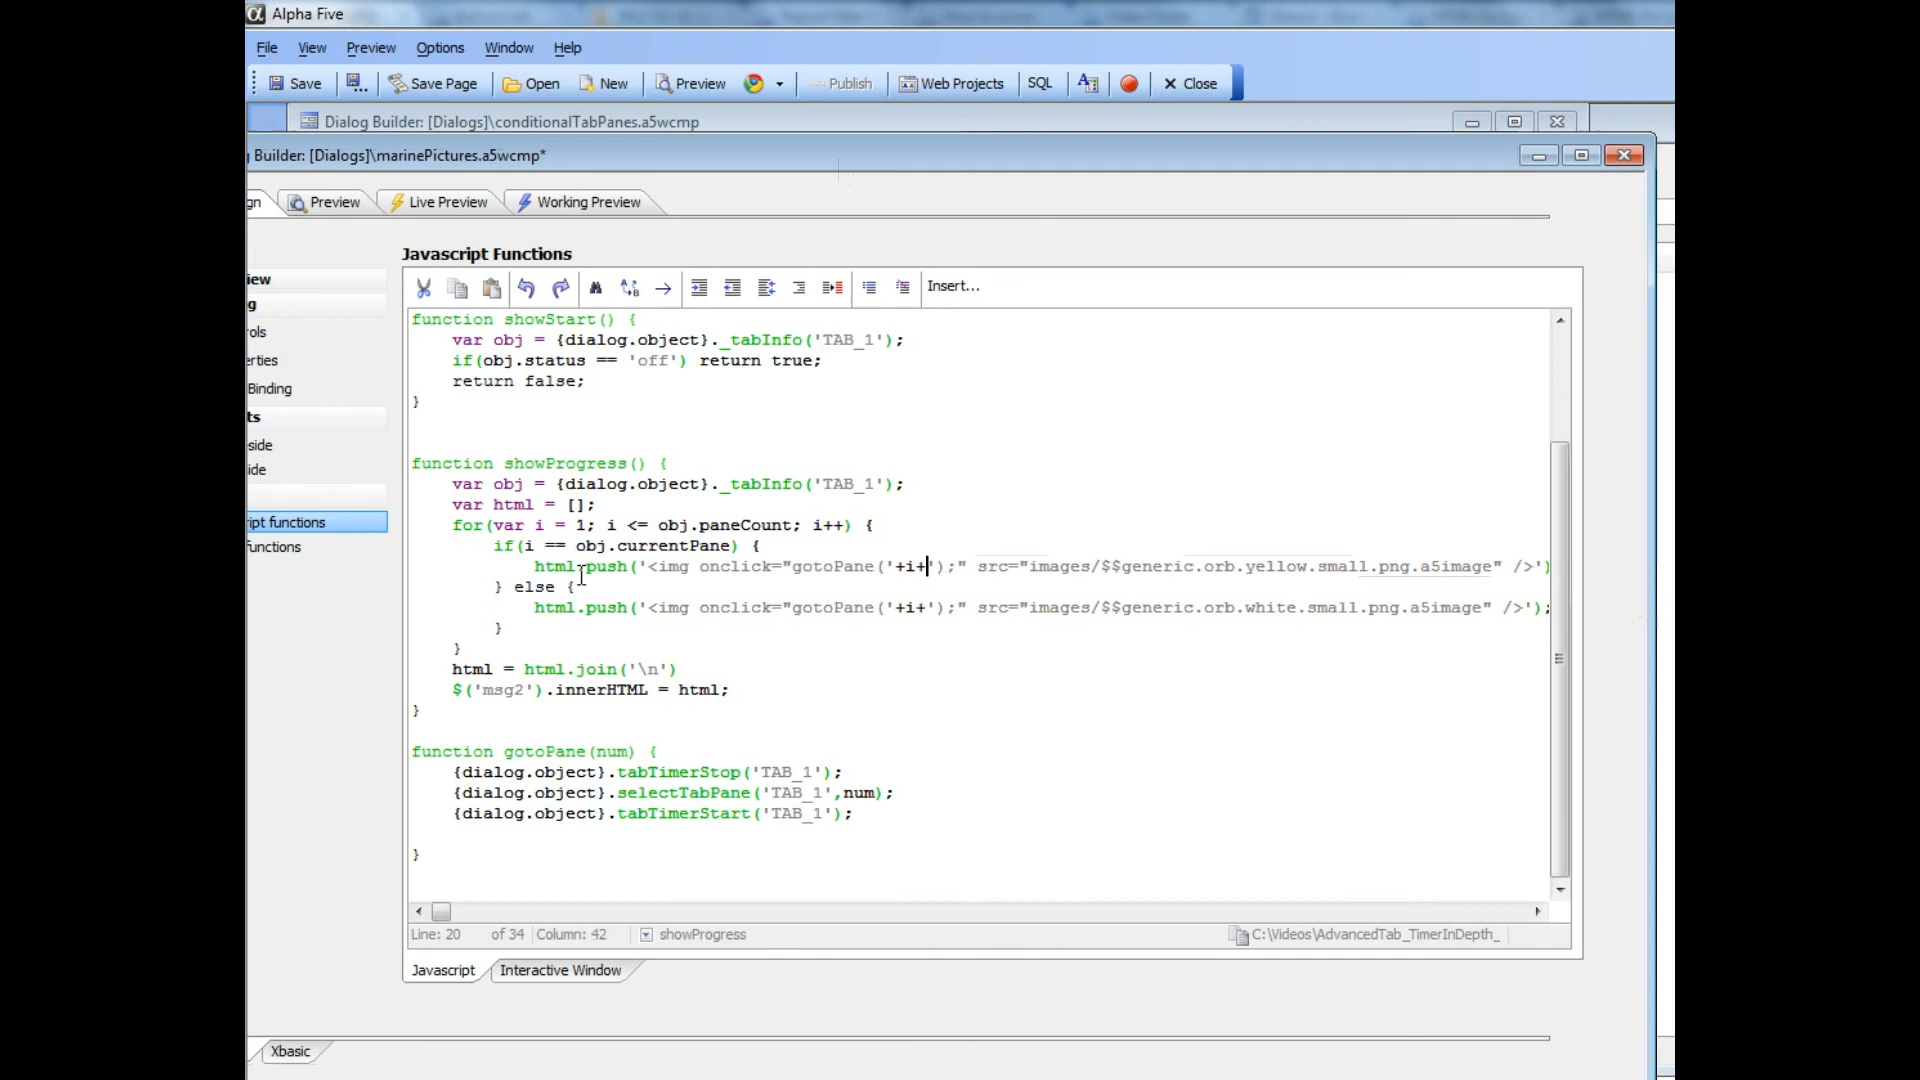 Alpha Five
File View Preview Options Window Help
Save Save Page Open New Preview Publish Web Projects SQL Close
Dialog Builder: [Dialogs]\conditionalTabPanes.a5wcmp
Builder: [Dialogs]\marinePictures.a5wcmp*
gn Preview Live Preview Working Preview
Javascript Functions
iew
g
ols
erties
Binding
ts
side
ide
ipt functions
unctions
Insert...
function showStart() {
var obj = {dialog.object}._tabInfo('TAB_1');
if(obj.status == 'off') return true;
return false;
}
function showProgress() {
var obj = {dialog.object}._tabInfo('TAB_1');
var html = [];
for(var i = 1; i <= obj.paneCount; i++) {
if(i == obj.currentPane) {
html.push('<img onclick="gotoPane('+i+');" src="images/$$generic.orb.yellow.small.png.a5image" />')
} else {
html.push('<img onclick="gotoPane('+i+');" src="images/$$generic.orb.white.small.png.a5image" />');
}
}
html = html.join('\n')
$('msg2').innerHTML = html;
}
function gotoPane(num) {
{dialog.object}.tabTimerStop('TAB_1');
{dialog.object}.selectTabPane('TAB_1',num);
{dialog.object}.tabTimerStart('TAB_1');
}
Line: 20 of 34 Column: 42 showProgress C:\Videos\AdvancedTab_TimerInDepth_
Javascript Interactive Window
Xbasic